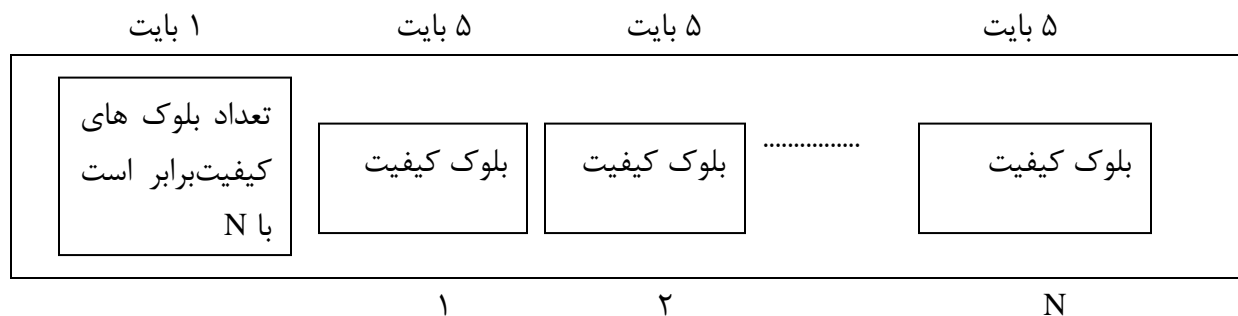 ۱ بایت
۵ بایت
۵ بایت
۵ بایت
تعداد بلوک های
کیفیت‌برابر است
با N
بلوک کیفیت
بلوک کیفیت
................
بلوک کیفیت
۱
۲
N